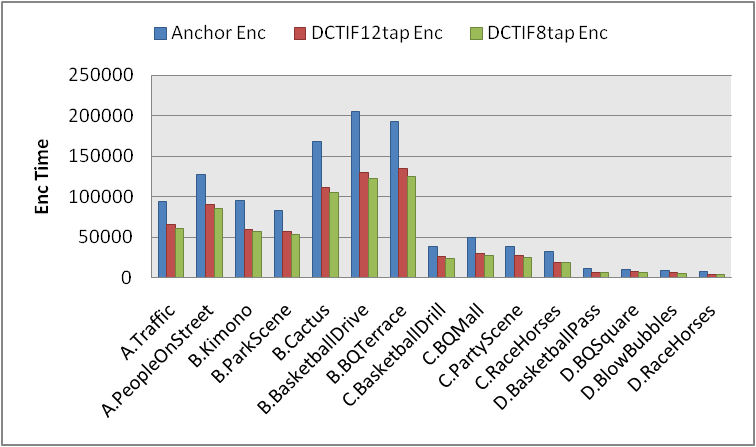 Anchor Enc DCTIF12tap Enc DCTIF8tap Enc
Enc Time
250000
200000
150000
100000
50000
0
A.Traffic
A.PeopleOnStreet
B.Kimono
B.ParkScene
B.Cactus
B.BasketballDrive
B.BQTerrace
C.BasketballDrill
C.BQMall
C.PartyScene
C.RaceHorses
D.BasketballPass
D.BQSquare
D.BlowBubbles
D.RaceHorses